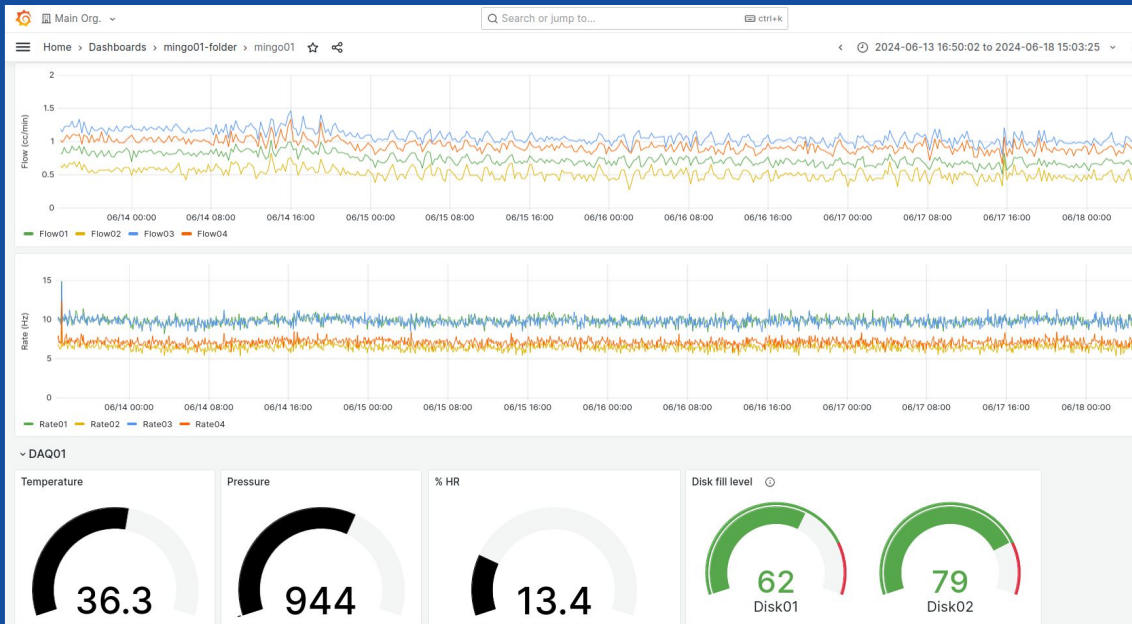 Main Org.
Search or jump to...
ctrl+k
Home › Dashboards › mingo01-folder › mingo01
2024-06-13 16:50:02 to 2024-06-18 15:03:25
Flow (cc/min)
2
1.5
1
0.5
0
06/14 00:00 06/14 08:00 06/14 16:00 06/15 00:00 06/15 08:00 06/15 16:00 06/16 00:00 06/16 08:00 06/16 16:00 06/17 00:00 06/17 08:00 06/17 16:00 06/18 00:00
Flow01 Flow02 Flow03 Flow04
Rate (Hz)
15
10
5
0
06/14 00:00 06/14 08:00 06/14 16:00 06/15 00:00 06/15 08:00 06/15 16:00 06/16 00:00 06/16 08:00 06/16 16:00 06/17 00:00 06/17 08:00 06/17 16:00 06/18 00:00
Rate01 Rate02 Rate03 Rate04
DAQ01
Temperature
36.3
Pressure
944
% HR
13.4
Disk fill level
62
Disk01
79
Disk02